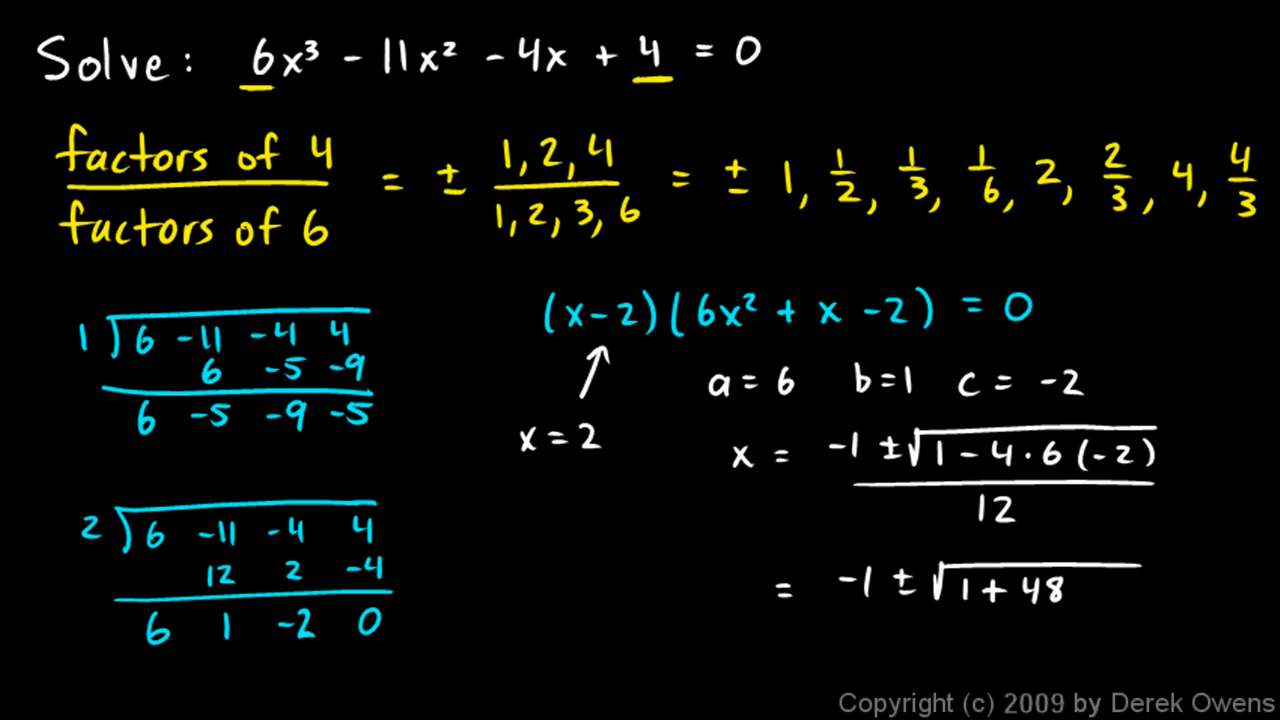 Solve: 6x³ - 11x² - 4x + 4 = 0
factors of 4 / factors of 6 = ± 1, 2, 4 / 1, 2, 3, 6 = ± 1, 1/2, 1/3, 1/6, 2, 2/3, 4, 4/3
1 ) 6 -11 -4 4
6 -5 -9
6 -5 -9 -5
2 ) 6 -11 -4 4
12 2 -4
6 1 -2 0
(x-2)(6x² + x -2) = 0
x = 2
a = 6 b = 1 c = -2
x = -1 ± √1 - 4·6(-2) / 12
= -1 ± √1 + 48
Copyright (c) 2009 by Derek Owens